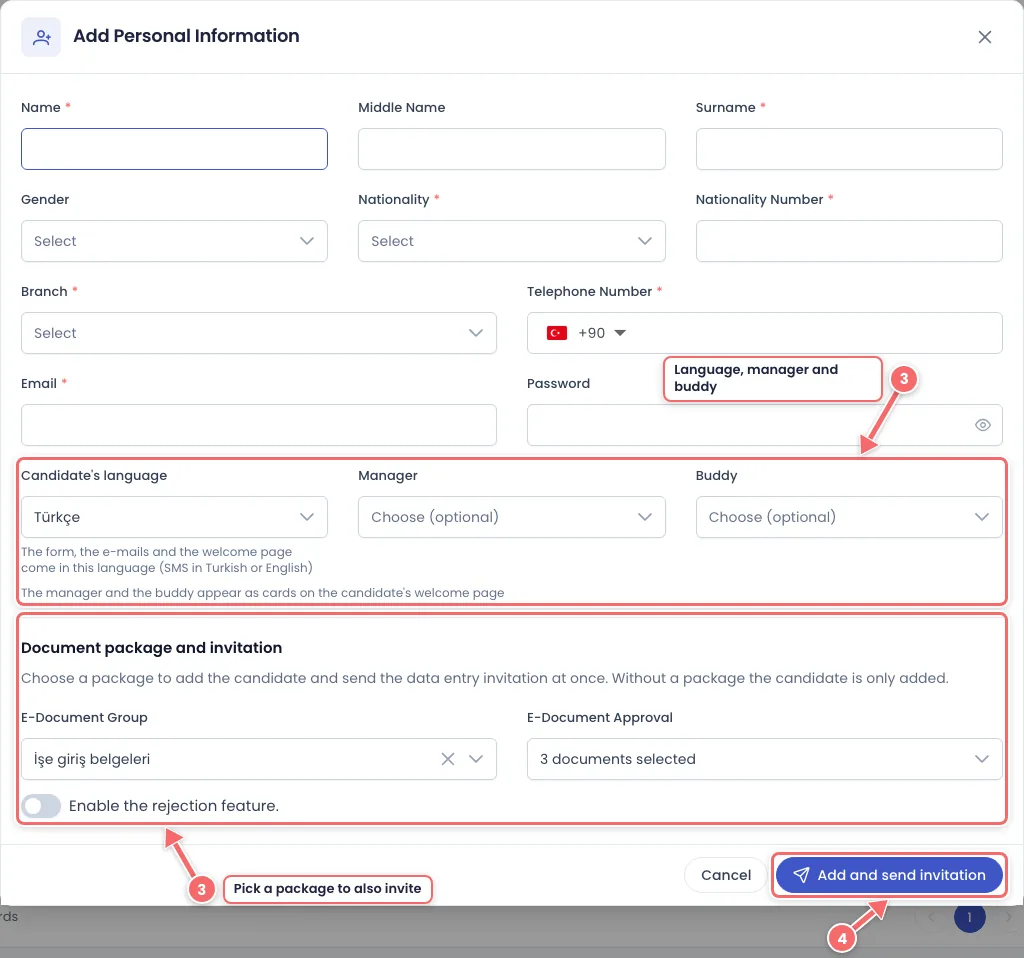 Add Personal Information
Name *
Middle Name
Surname *
Gender
Nationality *
Nationality Number *
Select
Select
Branch *
Telephone Number *
Select
+90
Language, manager and
buddy
3
Email *
Password
Candidate's language
Manager
Buddy
Türkçe
Choose (optional)
Choose (optional)
The form, the e-mails and the welcome page
come in this language (SMS in Turkish or English)
The manager and the buddy appear as cards on the candidate's welcome page
Document package and invitation
Choose a package to add the candidate and send the data entry invitation at once. Without a package the candidate is only added.
E-Document Group
E-Document Approval
İşe giriş belgeleri
3 documents selected
Enable the rejection feature.
3
Pick a package to also invite
Cancel
Add and send invitation
rds
1
4